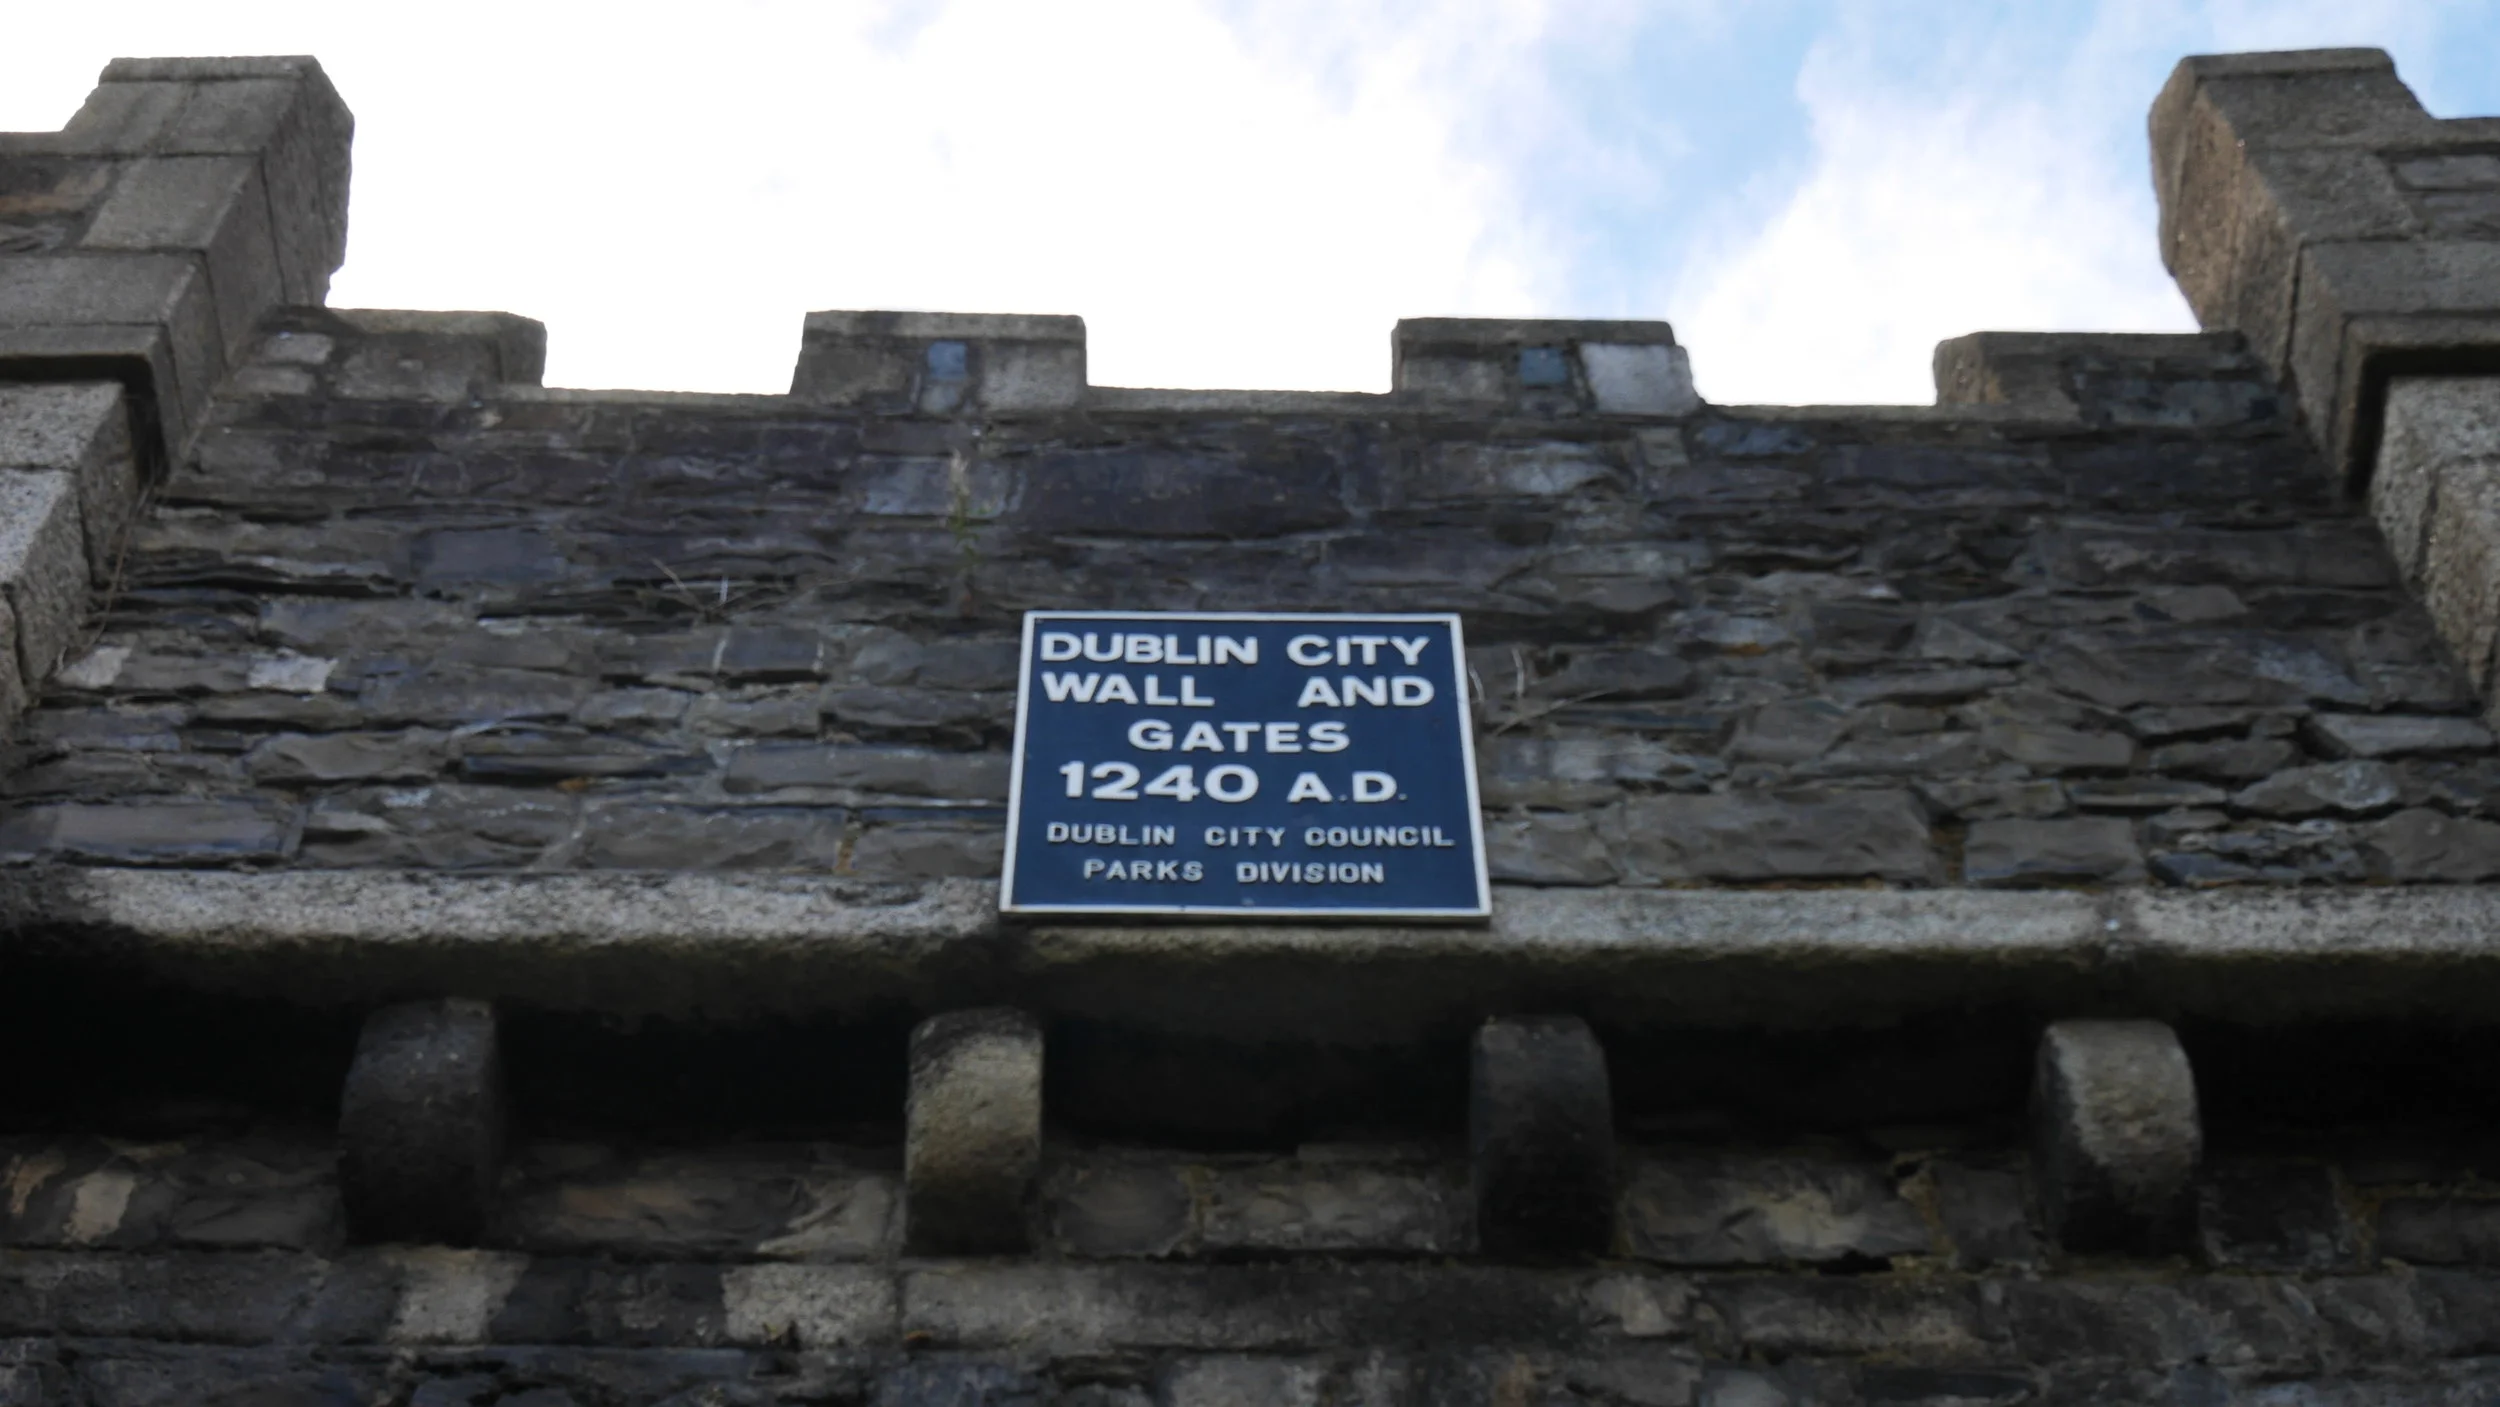 DUBLIN CITY
WALL AND
GATES
1240 A.D.
DUBLIN CITY COUNCIL
PARKS DIVISION